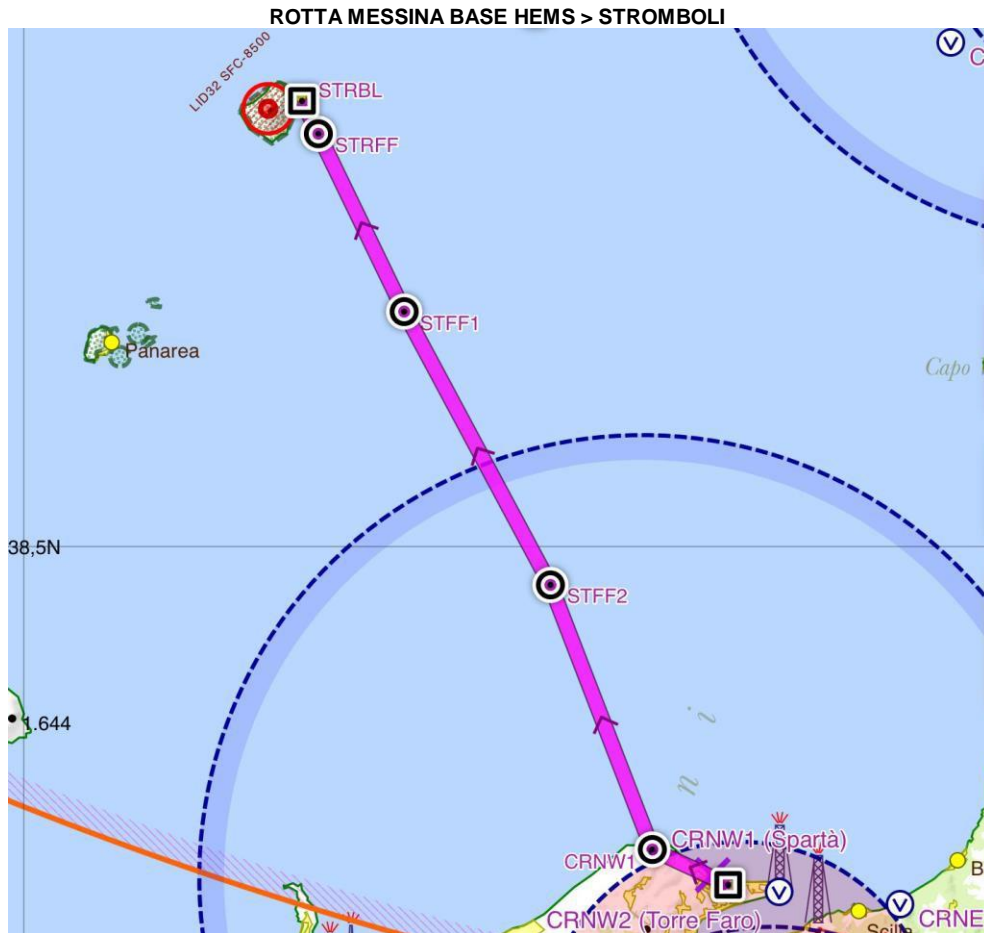 ROTTA MESSINA BASE HEMS > STROMBOLI
LID32 SFC-8500
STRBL
STRFF
C
STFF1
Panarea
Capo
38,5N
STFF2
1.644
n i
CRNW1 (Spartà)
CRNW1
B
CRNW2 (Torre Faro)
CRNE
Scilla